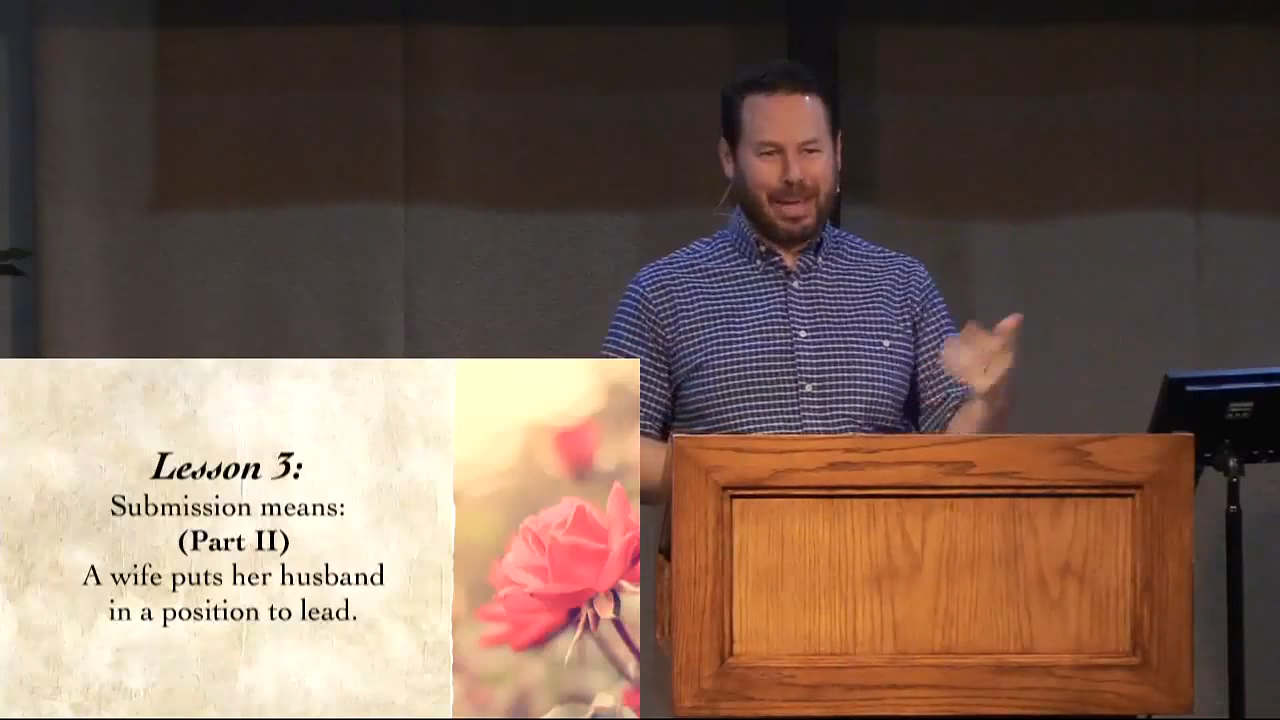 Lesson 3:
Submission means:
(Part II)
A wife puts her husband
in a position to lead.